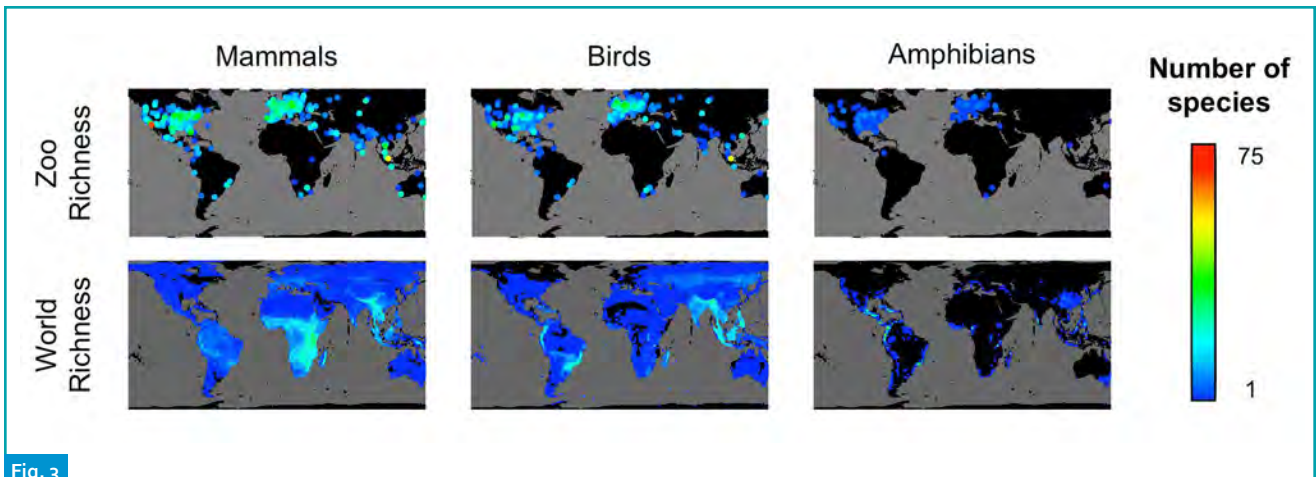 Mammals
Birds
Amphibians
Number of
species
Zoo
Richness
75
World
Richness
1
Fig. 3